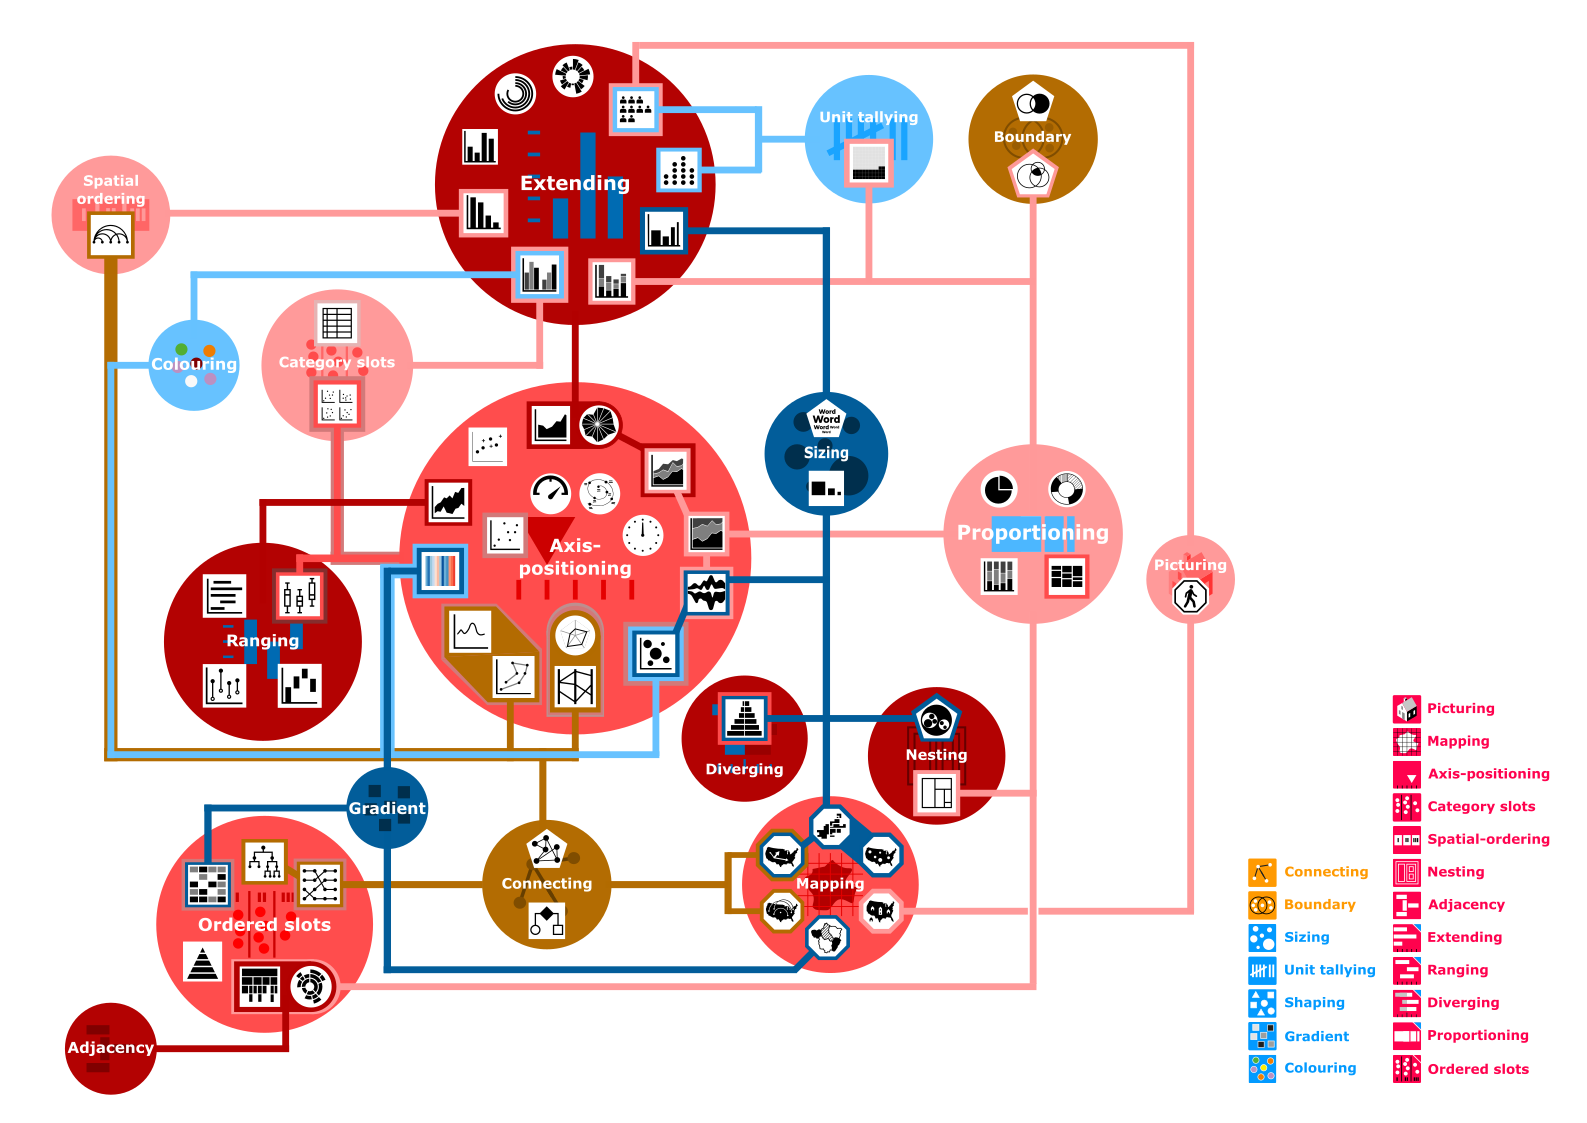 Extending
Unit tallying
Boundary
Spatial
ordering
Colouring
Category slots
Word
Word
Word Word Word
Word
Sizing
Axis-
positioning
Proportioning
Picturing
Ranging
Diverging
Nesting
Gradient
Connecting
Mapping
Ordered slots
Adjacency
Connecting
Boundary
Sizing
Unit tallying
Shaping
Gradient
Colouring
Picturing
Mapping
Axis-positioning
Category slots
Spatial-ordering
Nesting
Adjacency
Extending
Ranging
Diverging
Proportioning
Ordered slots